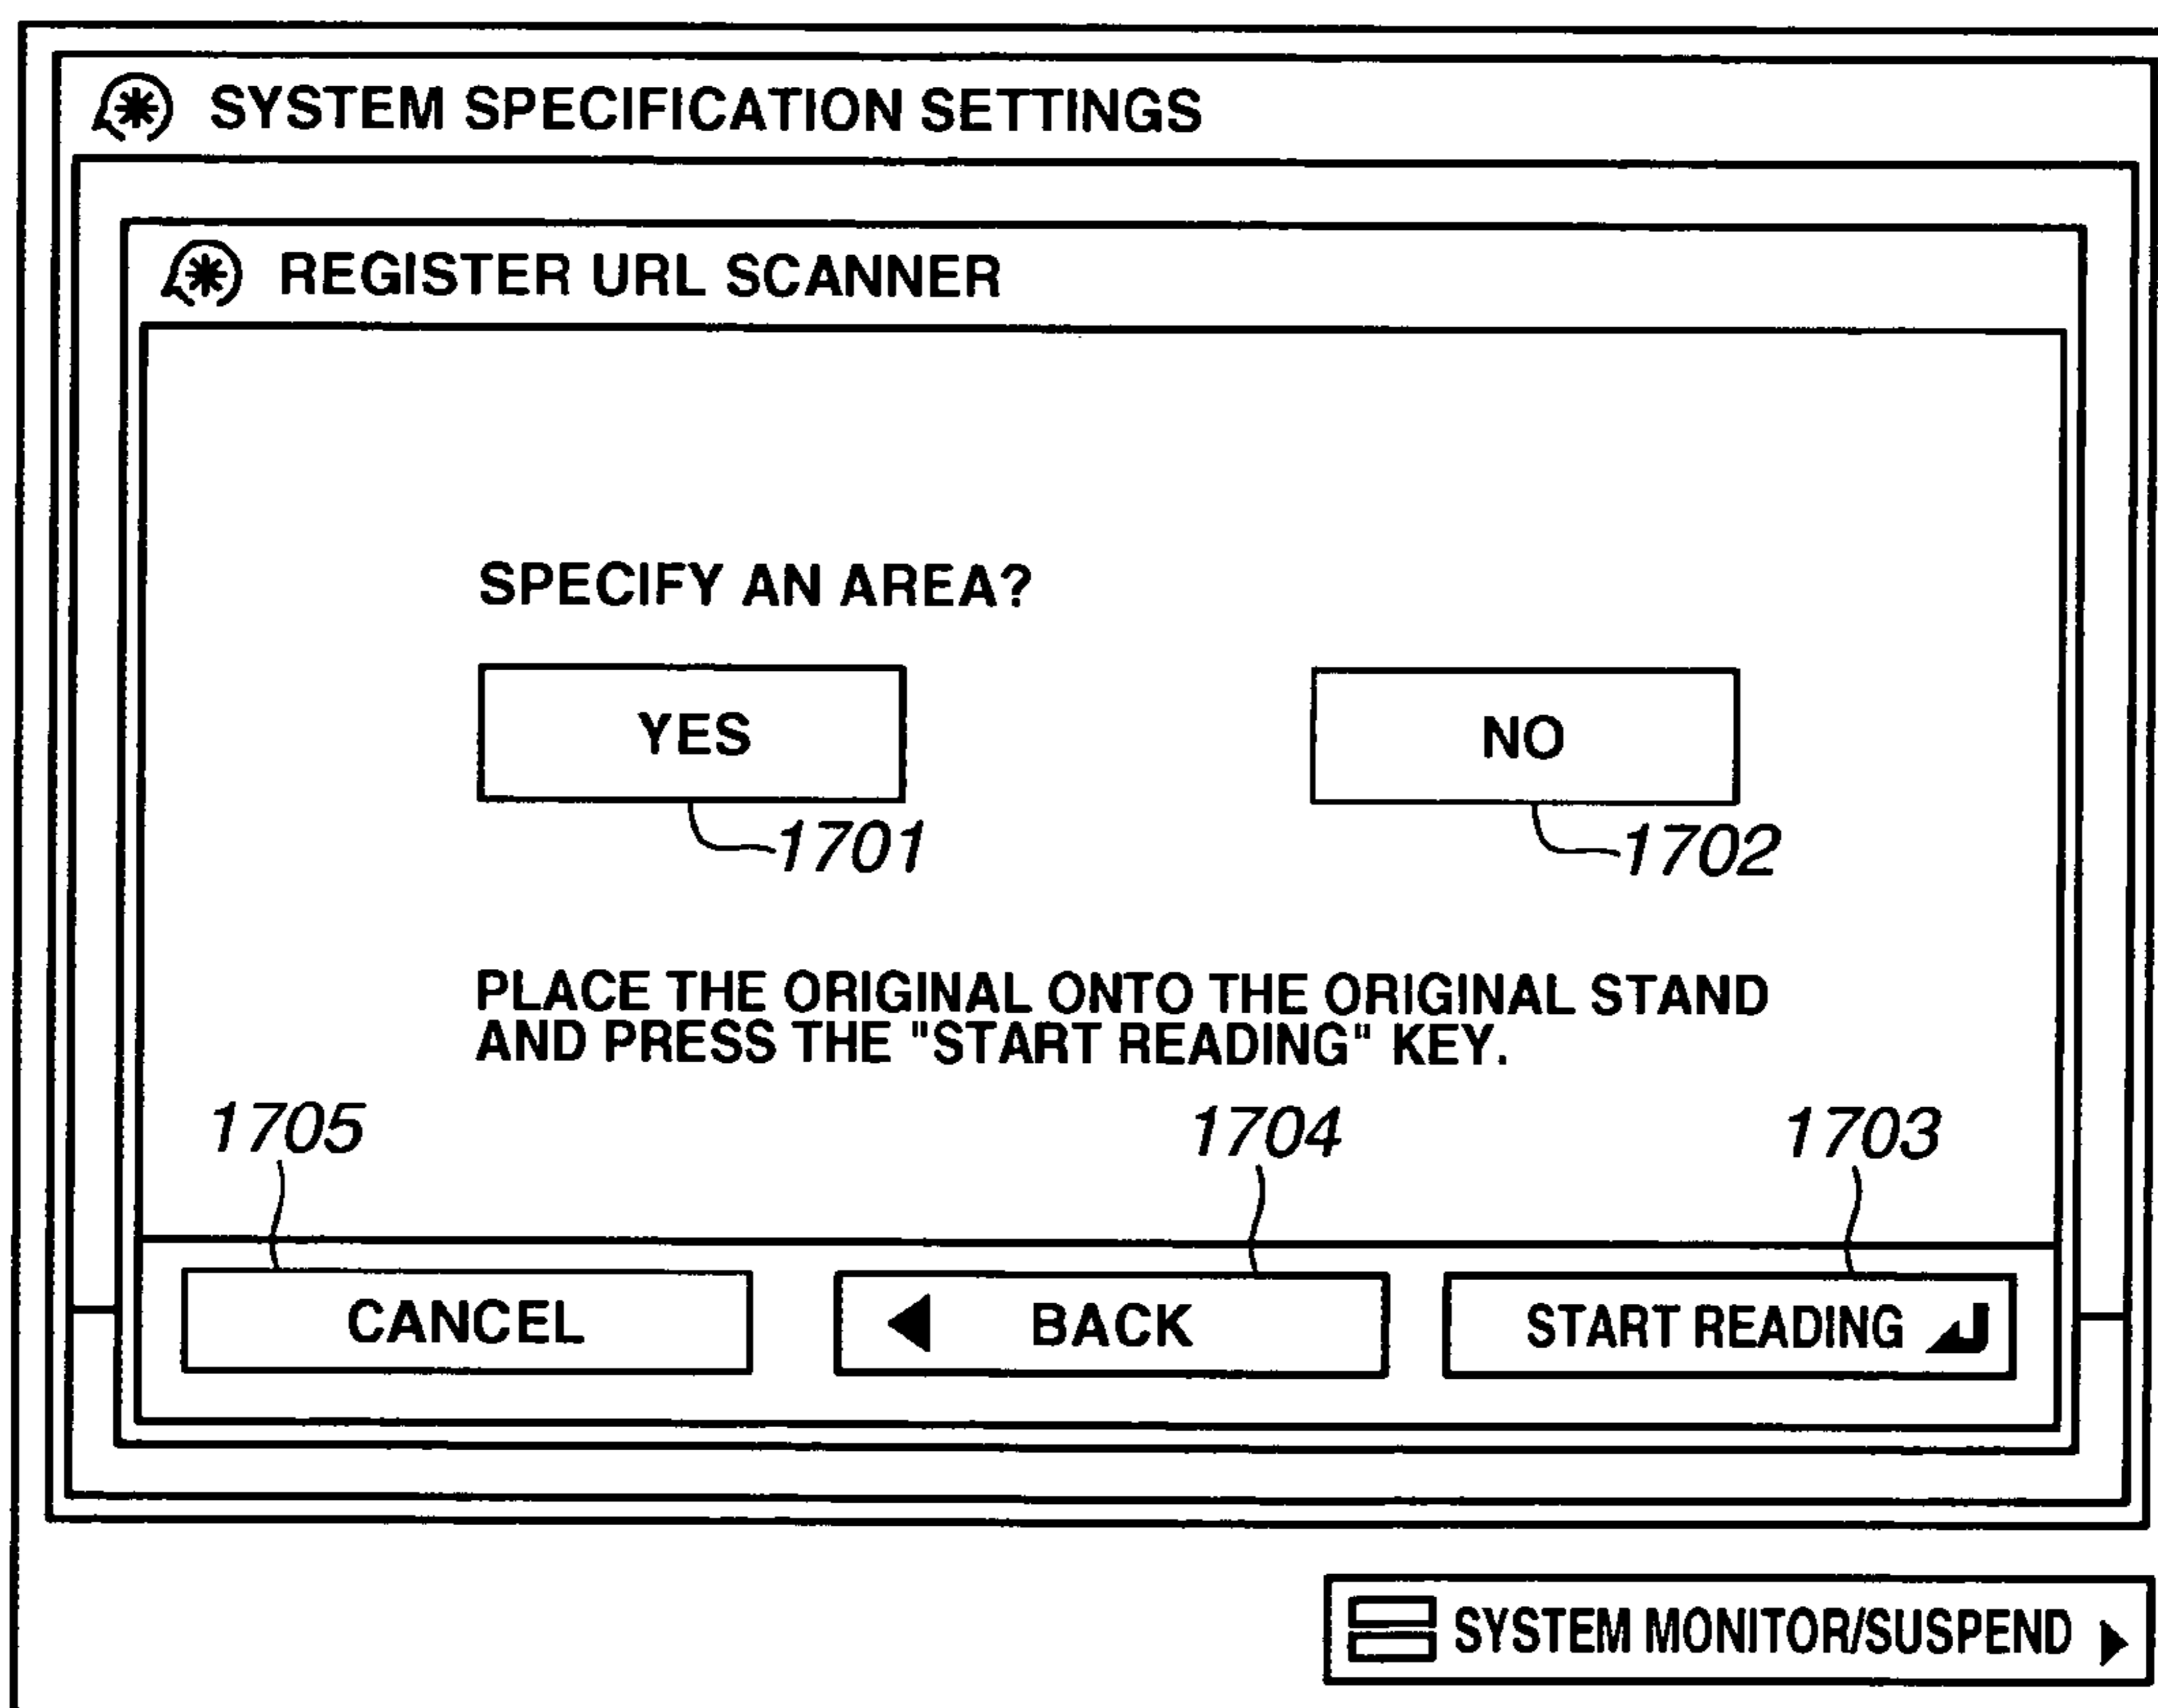 SYSTEM SPECIFICATION SETTINGS
REGISTER URL SCANNER
SPECIFY AN AREA?
YES
NO
1701
1702
PLACE THE ORIGINAL ONTO THE ORIGINAL STAND
AND PRESS THE "START READING" KEY.
1705
1704
1703
CANCEL
BACK
START READING
SYSTEM MONITOR/SUSPEND